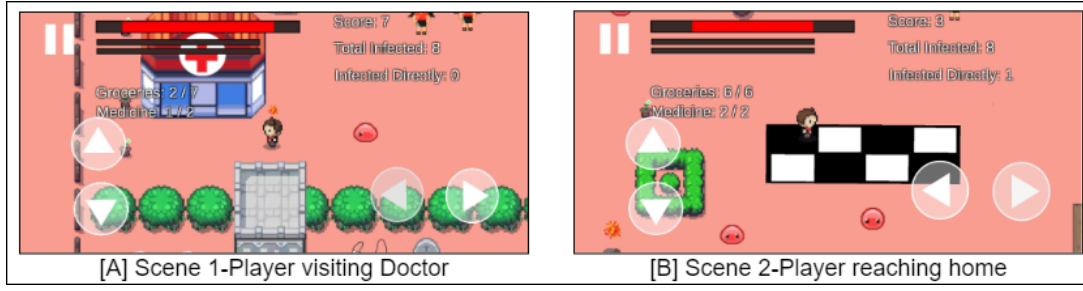 Score: 7
Total Infected: 8
Infected Directly: 0
Groceries: 2 / 7
Medicine: 1 / 2
[A] Scene 1-Player visiting Doctor
Score: 3
Total Infected: 8
Infected Directly: 1
Groceries: 6 / 6
Medicine: 2 / 2
[B] Scene 2-Player reaching home